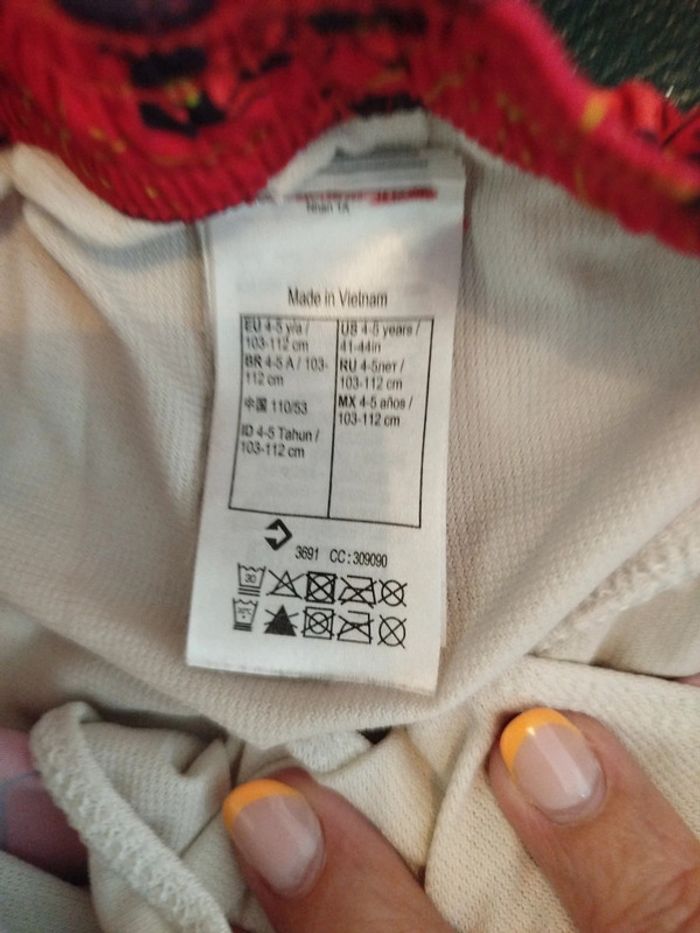 Made in Vietnam
EU 4-5 y/a /
103-112 cm
BR 4-5 A / 103-
112 cm
中国 110/53
ID 4-5 Tahun /
103-112 cm
US 4-5 years /
41-44in
RU 4-5лет /
103-112 cm
MX 4-5 años /
103-112 cm
3691 CC:309090
30
30°C